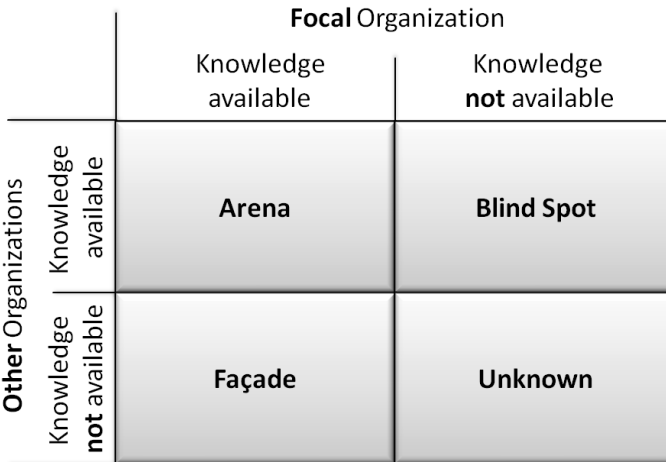 Focal Organization
Knowledge
available
Knowledge
not available
Other Organizations
Knowledge
available
Arena
Blind Spot
Knowledge
not available
Façade
Unknown